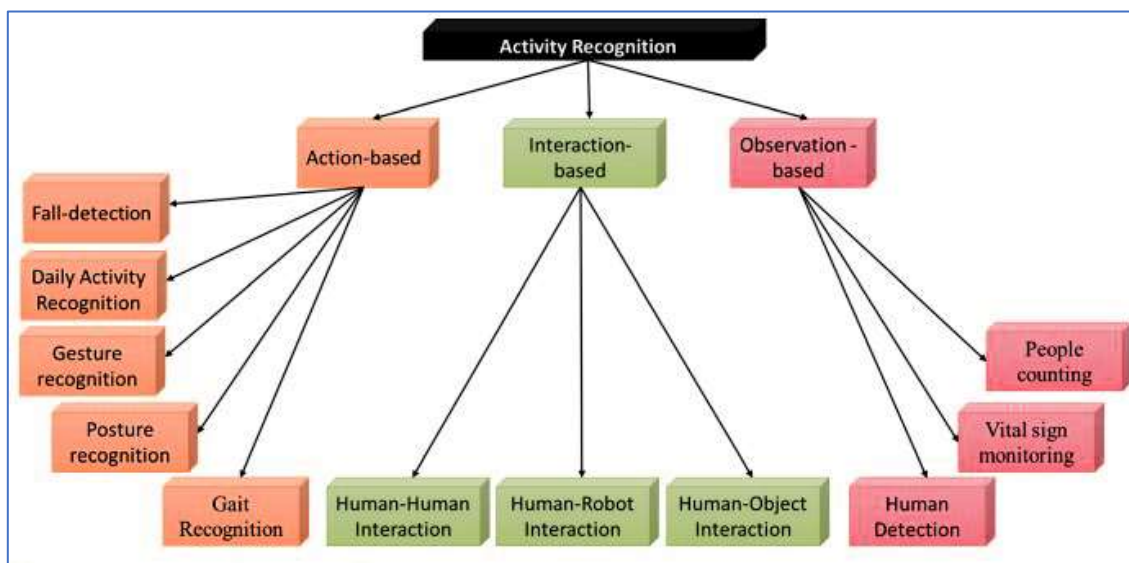 Activity Recognition
Action-based
Interaction-
based
Observation -
based
Fall-detection
Daily Activity
Recognition
Gesture
recognition
Posture
recognition
Gait
Recognition
Human-Human
Interaction
Human-Robot
Interaction
Human-Object
Interaction
Human
Detection
Vital sign
monitoring
People
counting